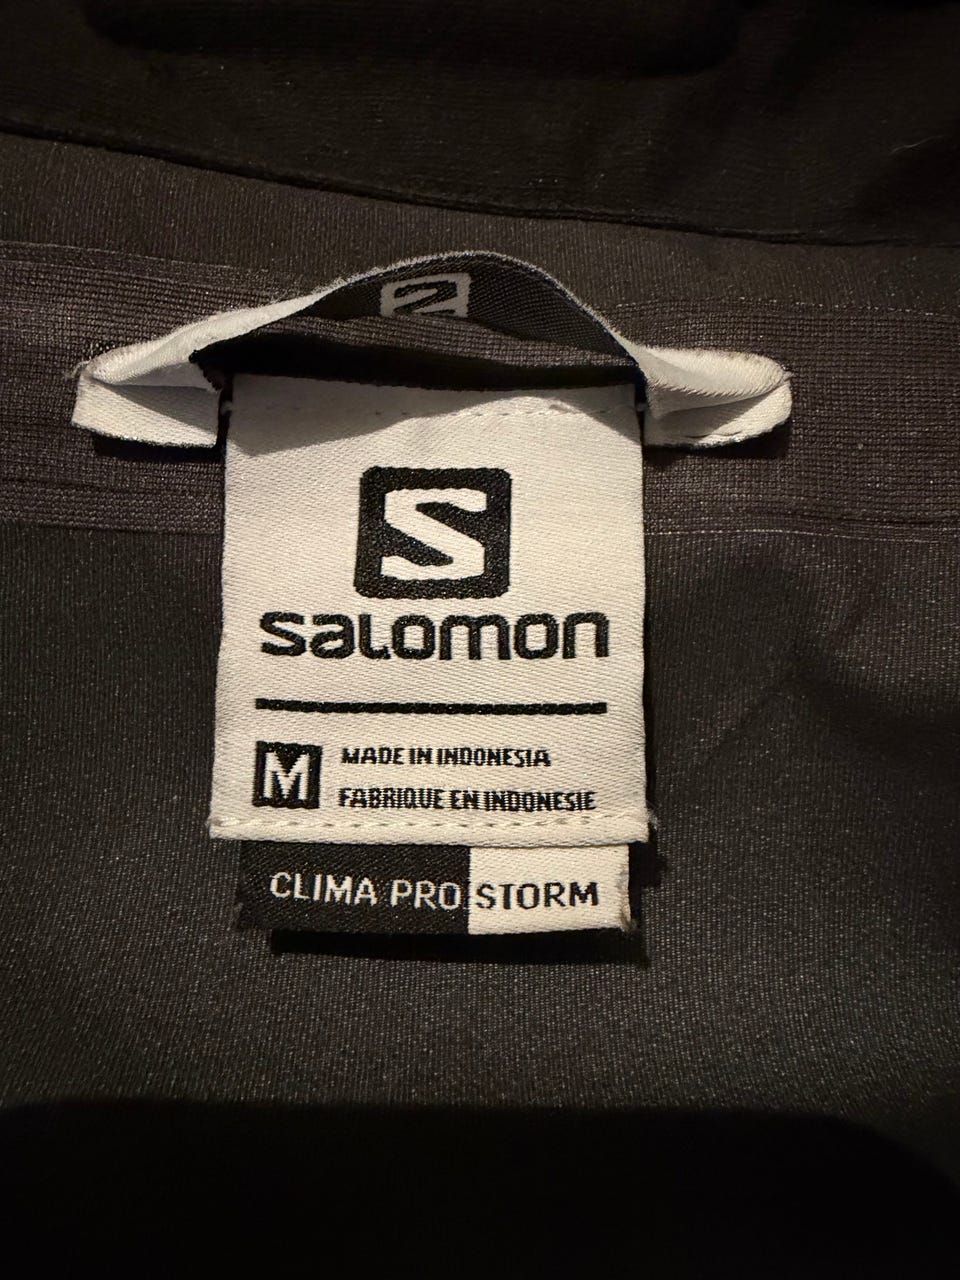 S
salomon
M MADE IN INDONESIA
FABRIQUE EN INDONESIE
CLIMA PRO STORM